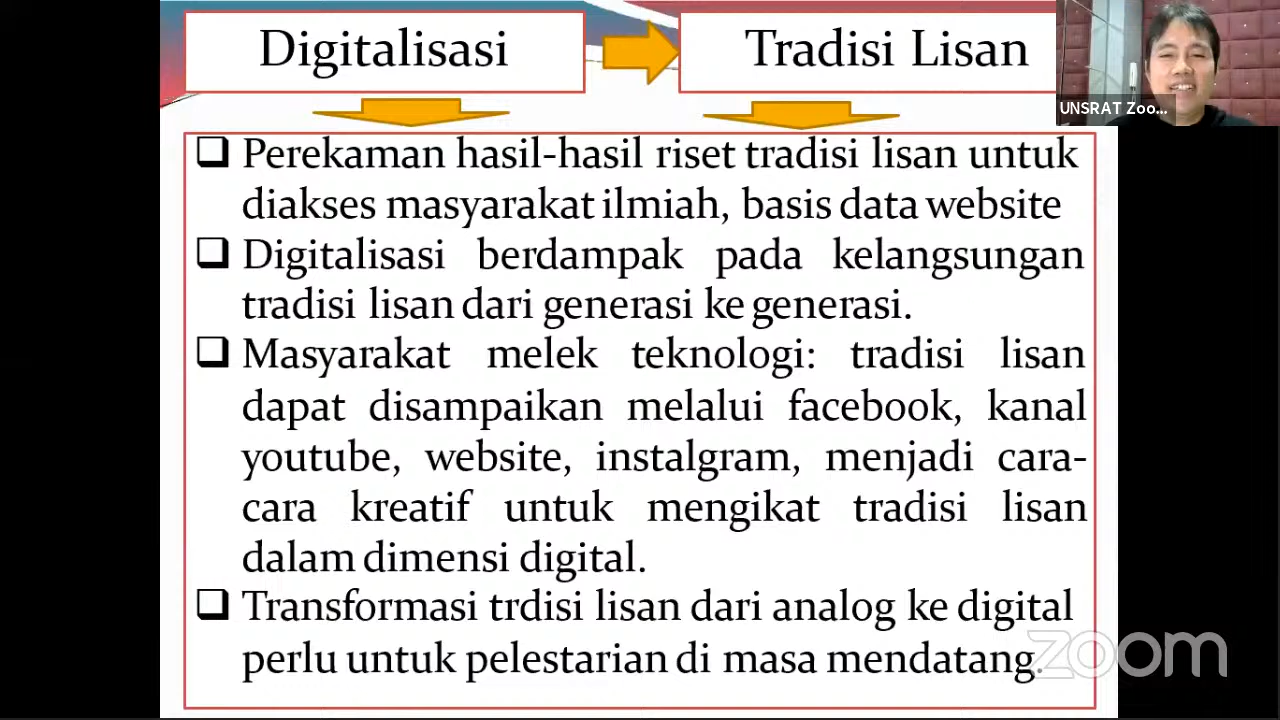 Digitalisasi
Tradisi Lisan
UNSRAT Zoo...
❑ Perekaman hasil-hasil riset tradisi lisan untuk
diakses masyarakat ilmiah, basis data website
❑ Digitalisasi berdampak pada kelangsungan
tradisi lisan dari generasi ke generasi.
❑ Masyarakat melek teknologi: tradisi lisan
dapat disampaikan melalui facebook, kanal
youtube, website, instalgram, menjadi cara-
cara kreatif untuk mengikat tradisi lisan
dalam dimensi digital.
❑ Transformasi trdisi lisan dari analog ke digital
perlu untuk pelestarian di masa mendatang.
zoom